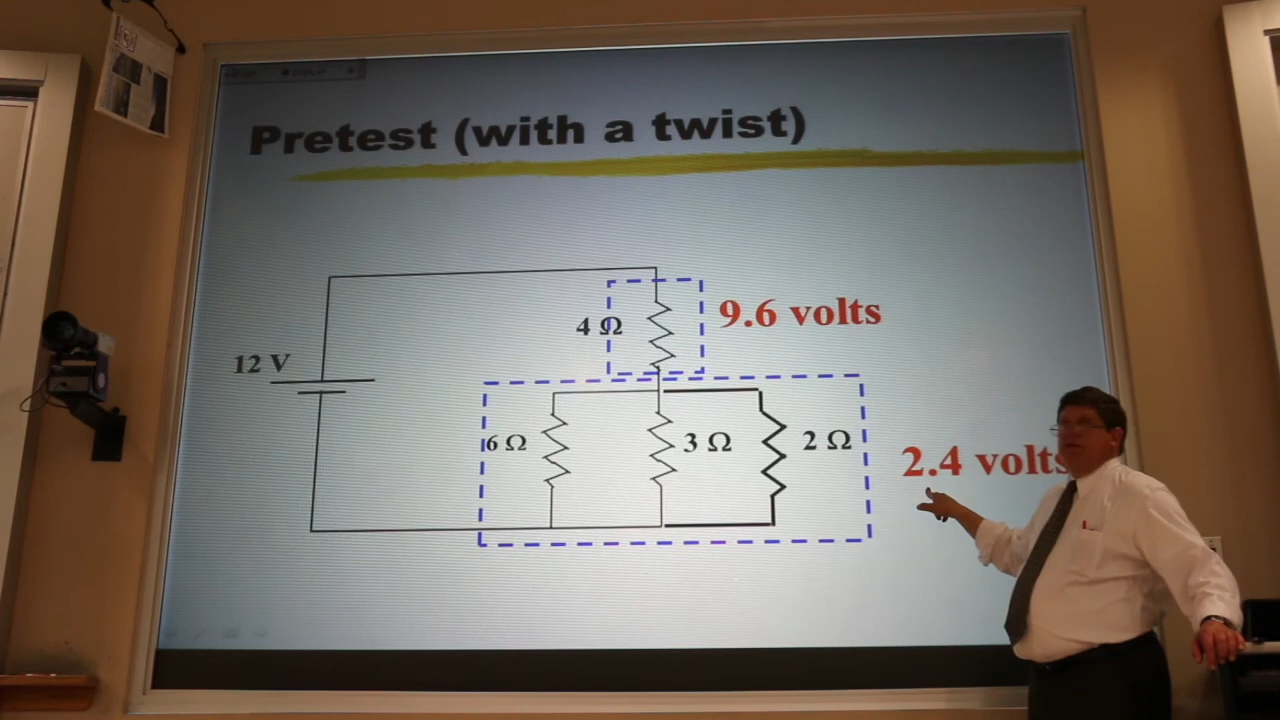 Pretest (with a twist)
9.6 volts
4 Ω
12 V
6 Ω
3 Ω
2 Ω
2.4 volts